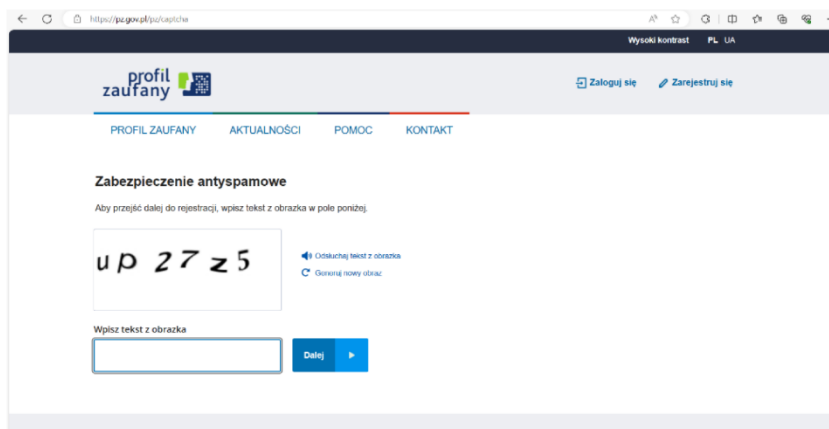 https://pz.gov.pl/pz/captcha
Wysoki kontrast PL UA
profil zaufany
Zaloguj się Zarejestruj się
PROFIL ZAUFANY AKTUALNOŚCI POMOC KONTAKT
Zabezpieczenie antyspamowe
Aby przejść dalej do rejestracji, wpisz tekst z obrazka w pole poniżej.
up 27z5
Odsłuchaj tekst z obrazka
Generuj nowy obraz
Wpisz tekst z obrazka
Dalej